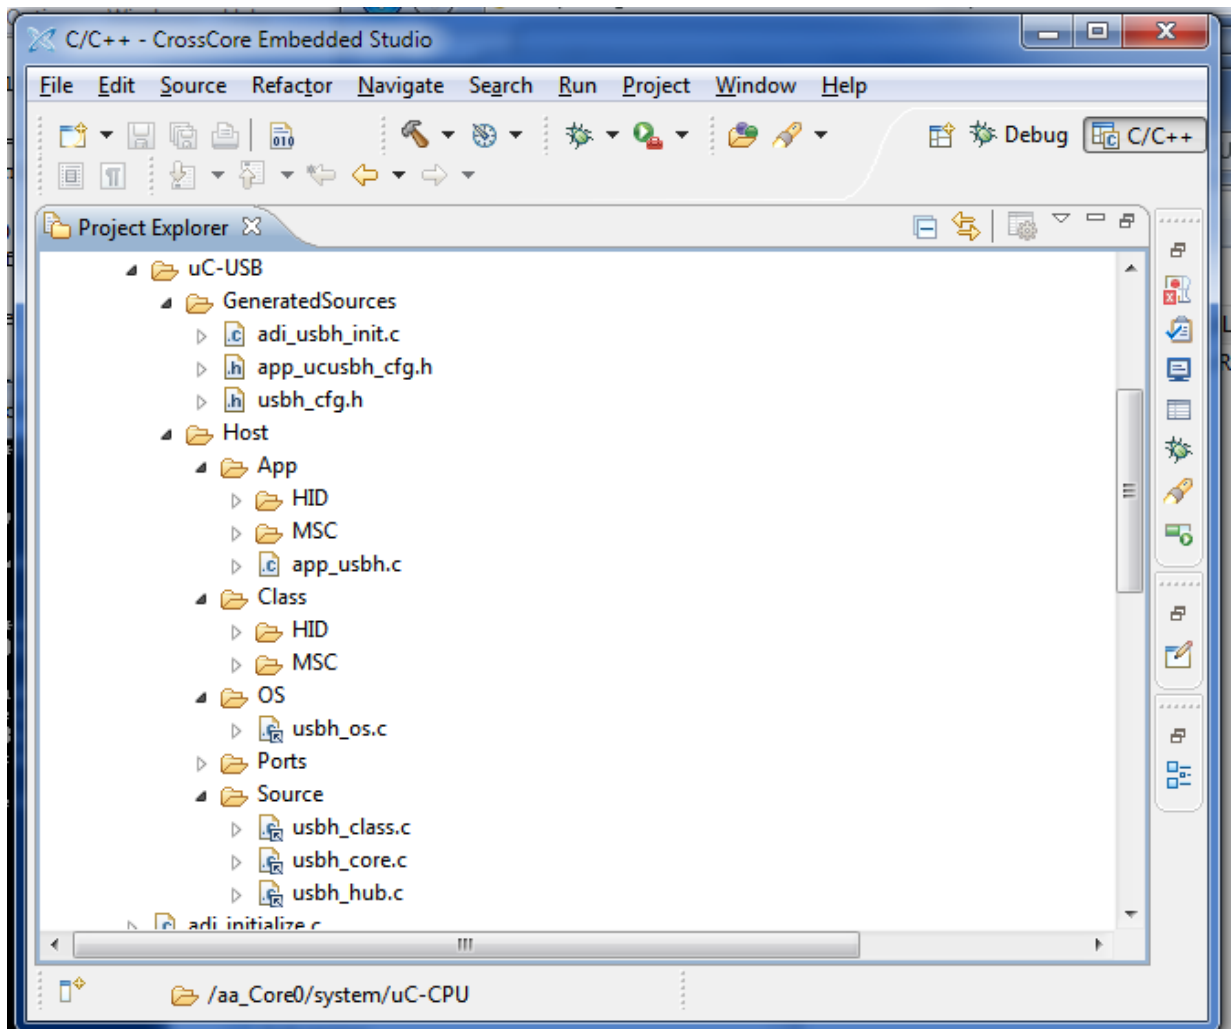 C/C++ - CrossCore Embedded Studio
File Edit Source Refactor Navigate Search Run Project Window Help
010
Debug C/C++
Project Explorer
uC-USB
GeneratedSources
adi_usbh_init.c
app_ucusbh_cfg.h
usbh_cfg.h
Host
App
HID
MSC
app_usbh.c
Class
HID
MSC
OS
usbh_os.c
Ports
Source
usbh_class.c
usbh_core.c
usbh_hub.c
adi_initialize.c
/aa_Core0/system/uC-CPU